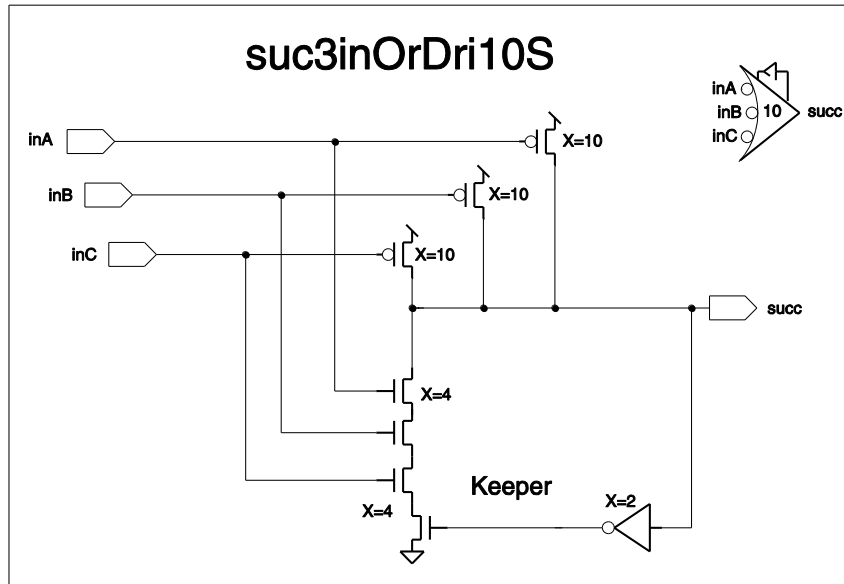 suc3inOrDri10S
inA
inB
10
succ
inC
inA
X=10
inB
X=10
inC
X=10
succ
X=4
Keeper
X=2
X=4